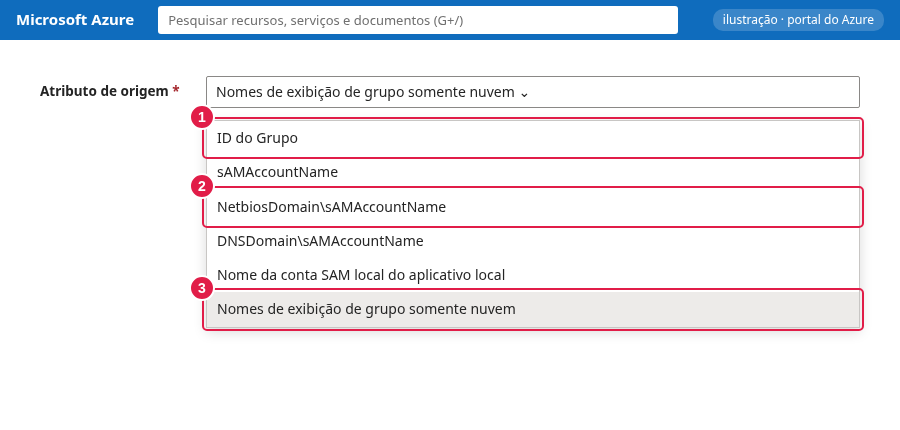 Microsoft Azure
Pesquisar recursos, serviços e documentos (G+/)
ilustração · portal do Azure
Atributo de origem *
Nomes de exibição de grupo somente nuvem
1
ID do Grupo
sAMAccountName
2
NetbiosDomain\sAMAccountName
DNSDomain\sAMAccountName
Nome da conta SAM local do aplicativo local
3
Nomes de exibição de grupo somente nuvem